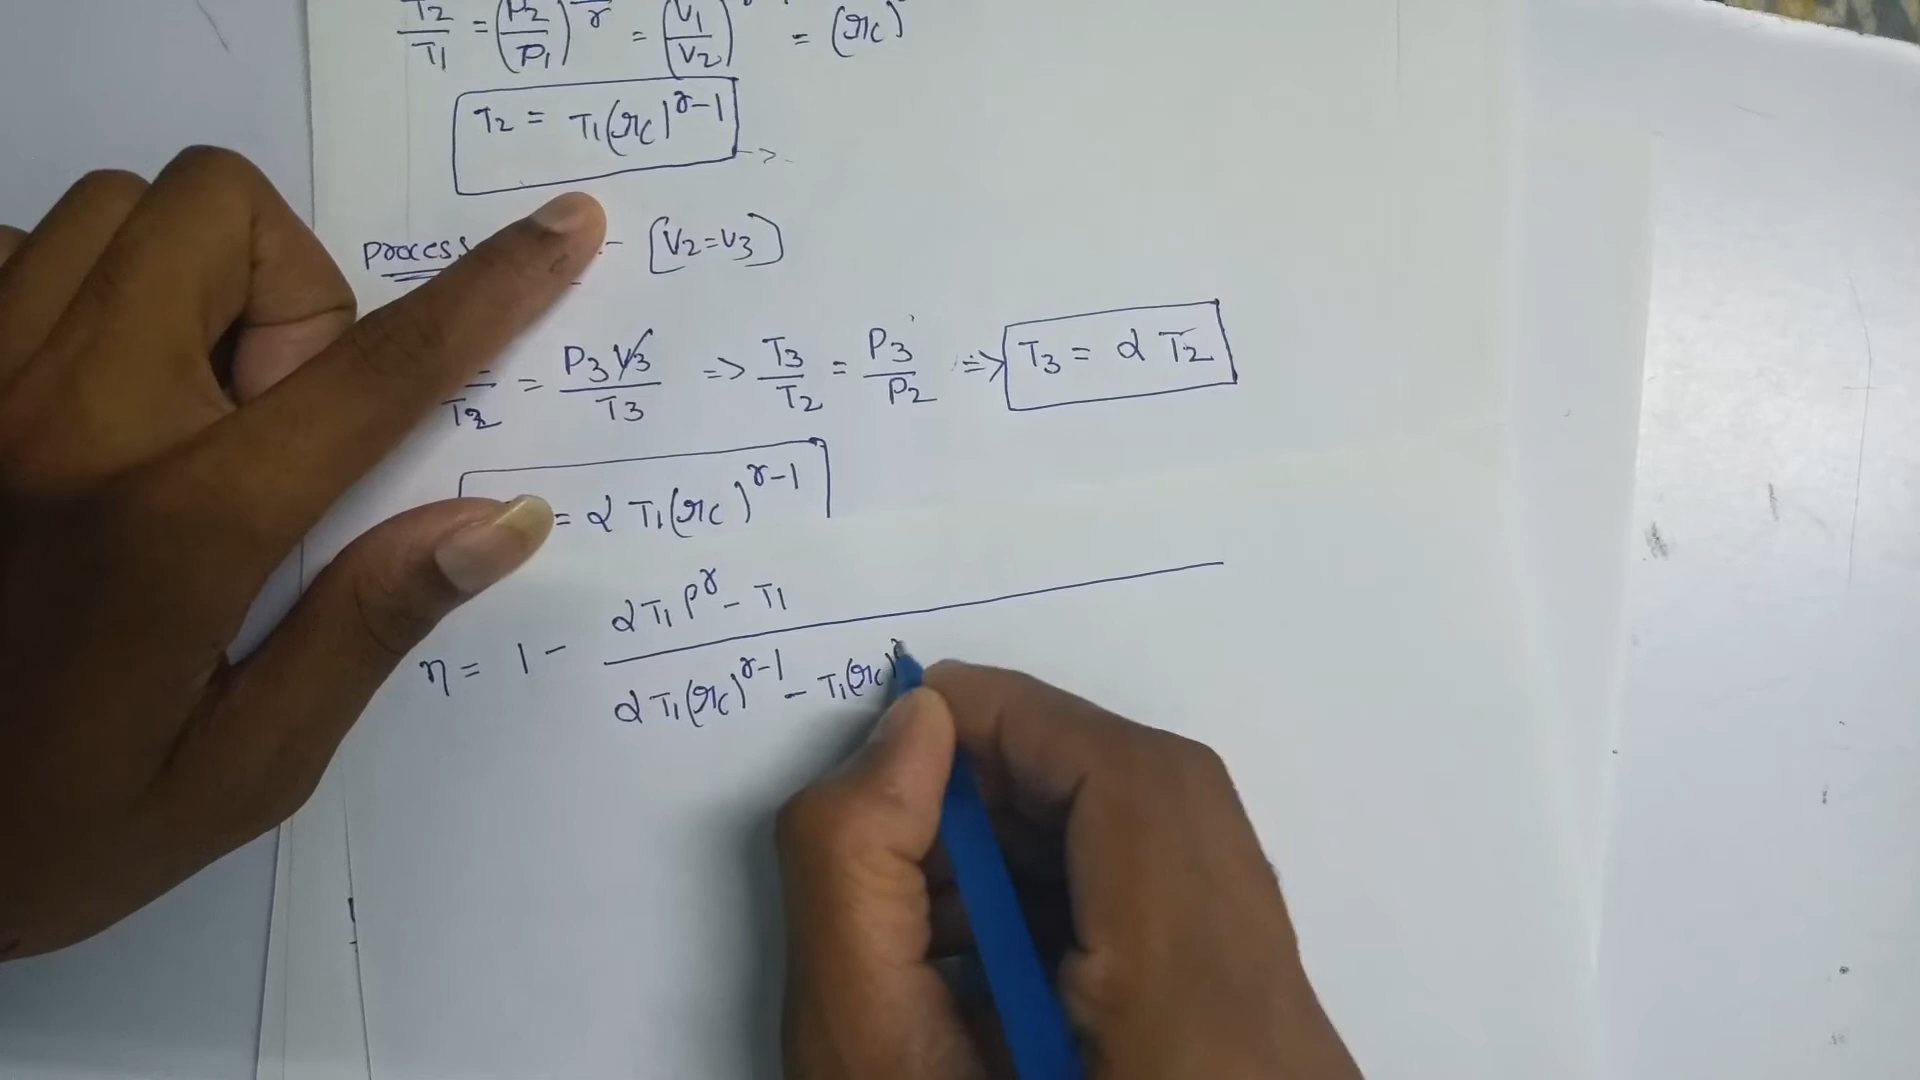 T2/T1 = (P2/P1)^γ = (V1/V2) = (rc)
T2 = T1(rc)^γ-1 ->
process - [V2=V3]
T2 = P3V3/T3 => T3/T2 = P3/P2 => T3 = α T2
= α T1(rc)^γ-1
η = 1 - (α T1 ρ^γ - T1)/(α T1(rc)^γ-1 - T1(rc)^γ